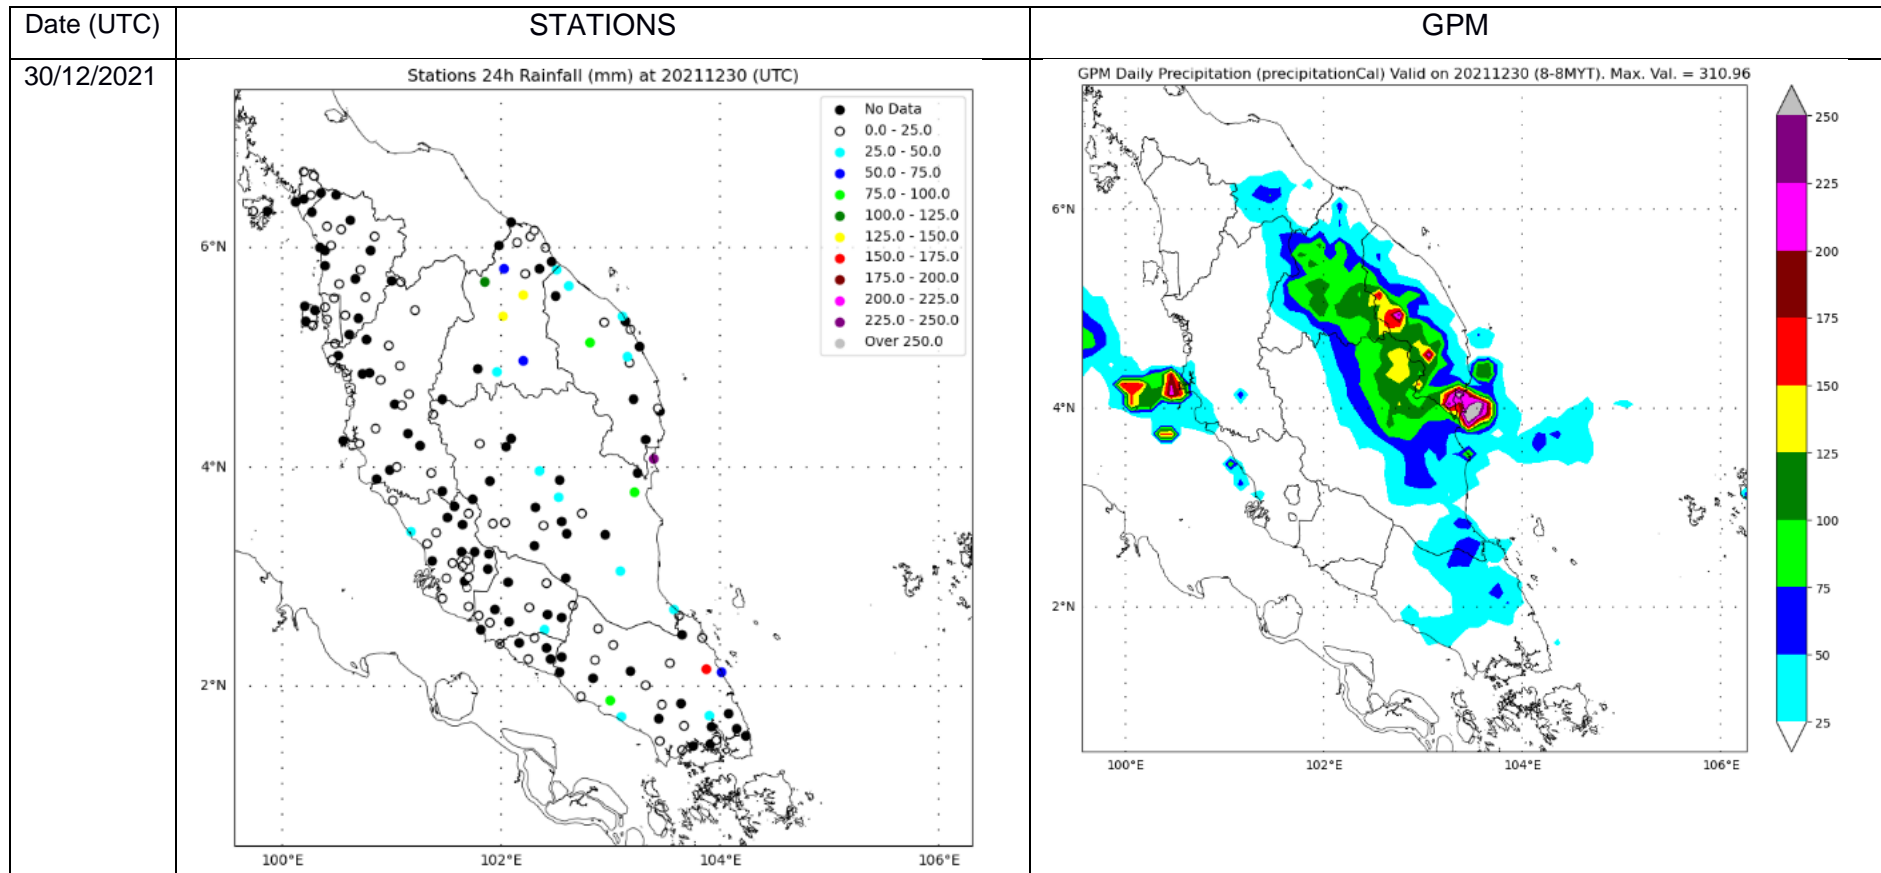 Date (UTC)
STATIONS
GPM
30/12/2021
Stations 24h Rainfall (mm) at 20211230 (UTC)
No Data
0.0 - 25.0
25.0 - 50.0
50.0 - 75.0
75.0 - 100.0
100.0 - 125.0
125.0 - 150.0
150.0 - 175.0
175.0 - 200.0
200.0 - 225.0
225.0 - 250.0
Over 250.0
6°N
4°N
2°N
100°E
102°E
104°E
106°E
GPM Daily Precipitation (precipitationCal) Valid on 20211230 (8-8MYT). Max. Val. = 310.96
6°N
4°N
2°N
100°E
102°E
104°E
106°E
250
225
200
175
150
125
100
75
50
25